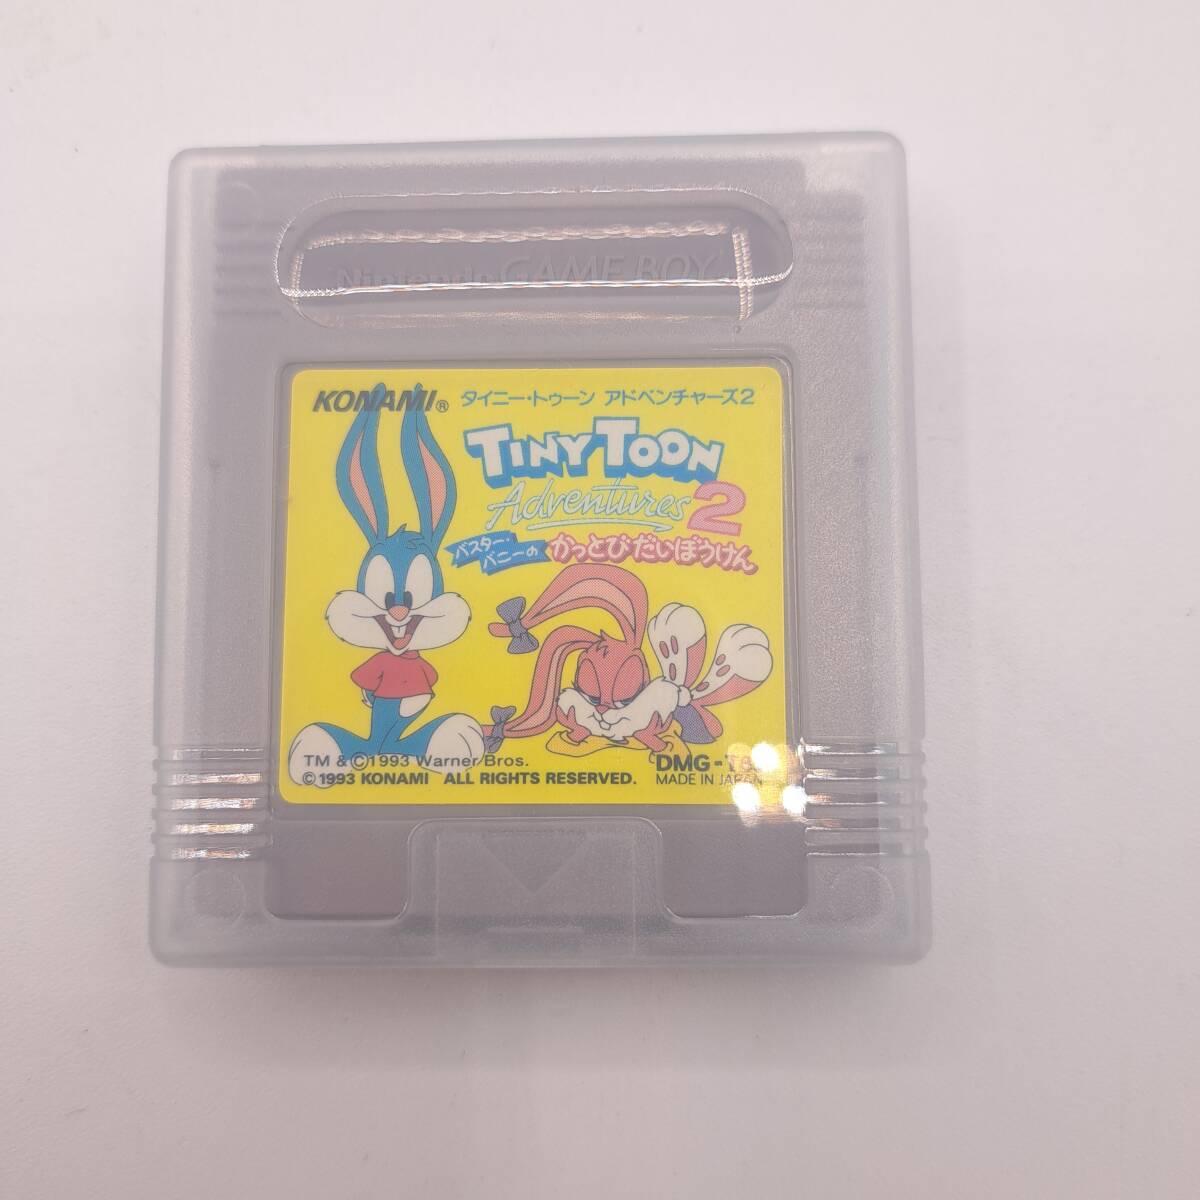 Nintendo GAME BOY
KONAMI®
タイニー・トゥーン アドベンチャーズ2
TINY TOON
Adventures 2
バスター・バニーの かっとびだいぼうけん
TM & ©1993 Warner Bros.
©1993 KONAMI ALL RIGHTS RESERVED.
MADE IN JAPAN